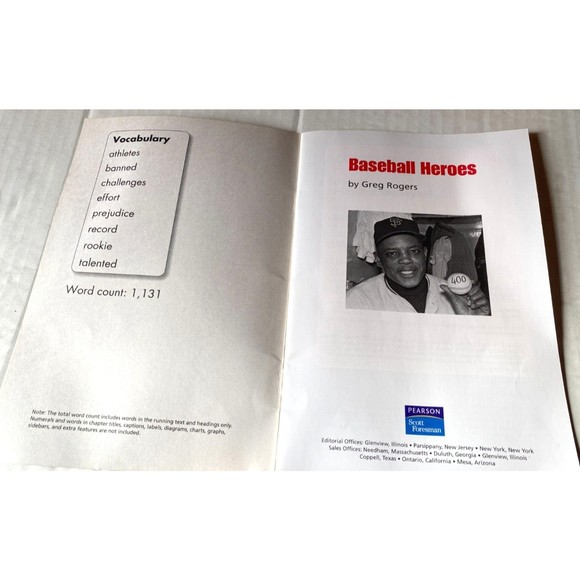 Vocabulary
athletes
banned
challenges
effort
prejudice
record
rookie
talented
Word count: 1,131
Note: The total word count includes words in the running text and headings only.
Numerals and words in chapter titles, captions, labels, diagrams, charts, graphs,
sidebars, and extra features are not included.
Baseball Heroes
by Greg Rogers
SF
400
PEARSON
Scott
Foresman
Editorial Offices: Glenview, Illinois • Parsippany, New Jersey • New York, New York
Sales Offices: Needham, Massachusetts • Duluth, Georgia • Glenview, Illinois
Coppell, Texas • Ontario, California • Mesa, Arizona